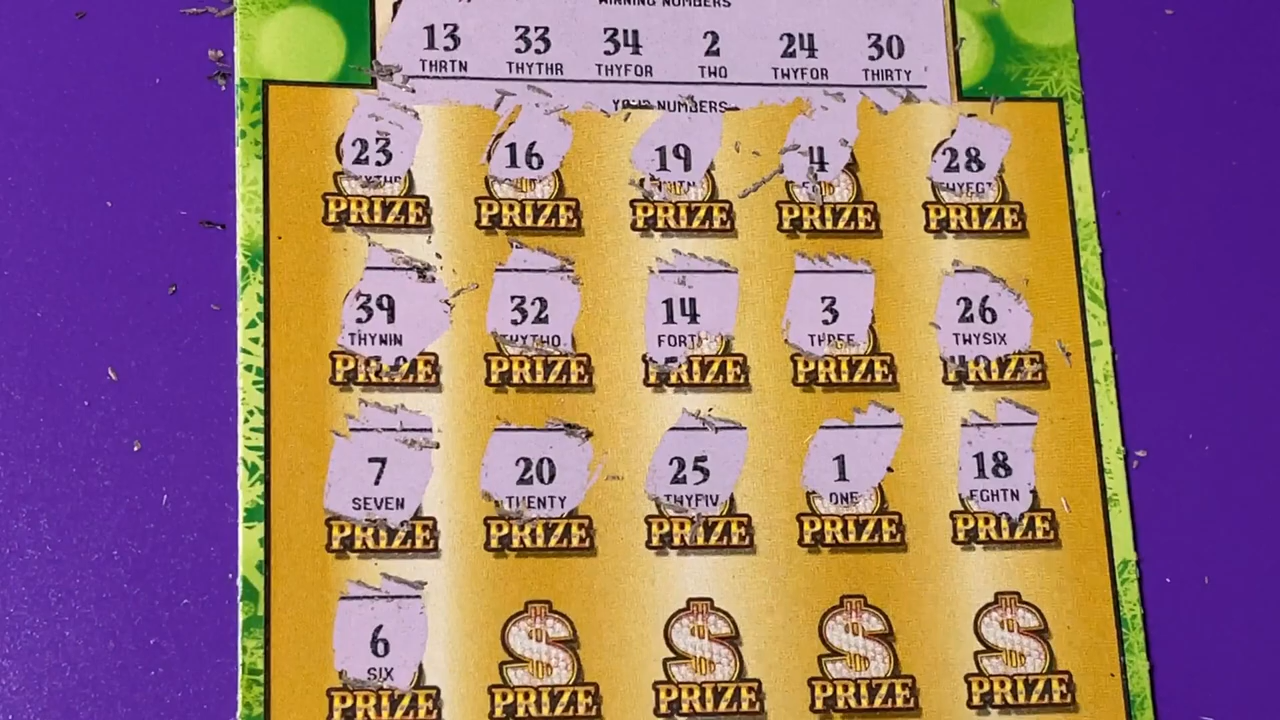 WINNING NUMBERS
13 33 34 2 24 30
THRTN THYTHR THYFOR TWO TWYFOR THIRTY
YOUR NUMBERS
23 16 19 4 28
PRIZE PRIZE PRIZE PRIZE PRIZE
39 32 14 3 26
THYNIN THYTWO FORTN THREE TWYSIX
PRIZE PRIZE PRIZE PRIZE PRIZE
7 20 25 1 18
SEVEN TWENTY TWYFIV ONE EGHTN
PRIZE PRIZE PRIZE PRIZE PRIZE
6
SIX
$ $ $ $
PRIZE PRIZE PRIZE PRIZE PRIZE